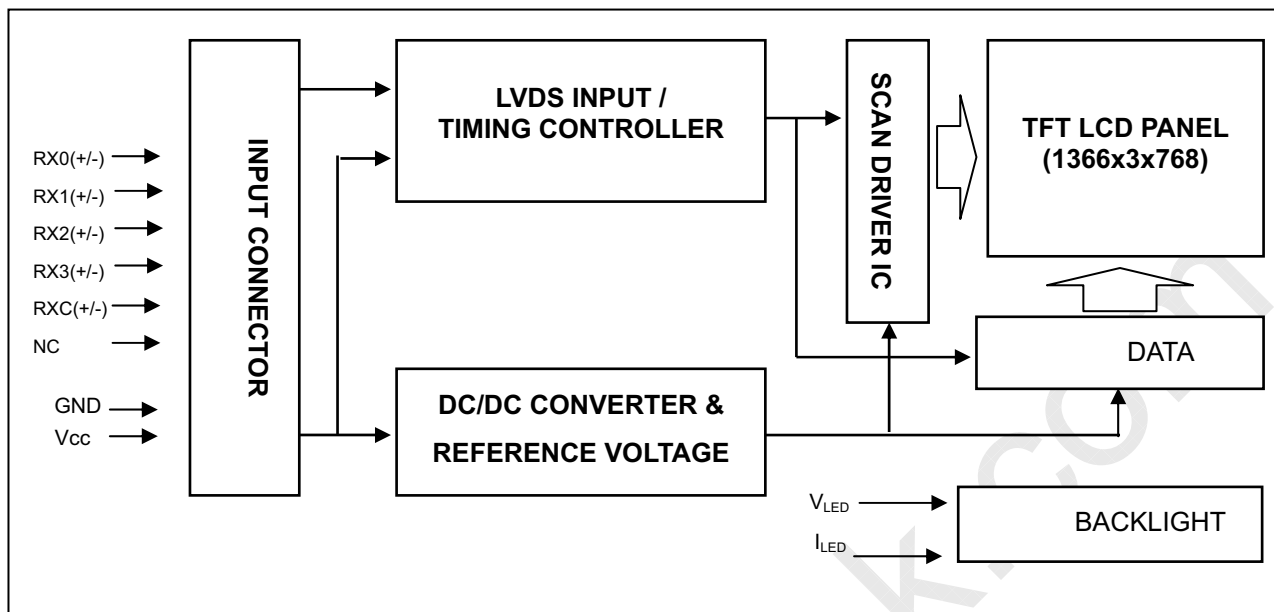 RX0(+/-)
RX1(+/-)
RX2(+/-)
RX3(+/-)
RXC(+/-)
NC
GND
Vcc
INPUT CONNECTOR
LVDS INPUT /
TIMING CONTROLLER
DC/DC CONVERTER &
REFERENCE VOLTAGE
SCAN DRIVER IC
TFT LCD PANEL
(1366x3x768)
DATA
VLED
ILED
BACKLIGHT
k.com